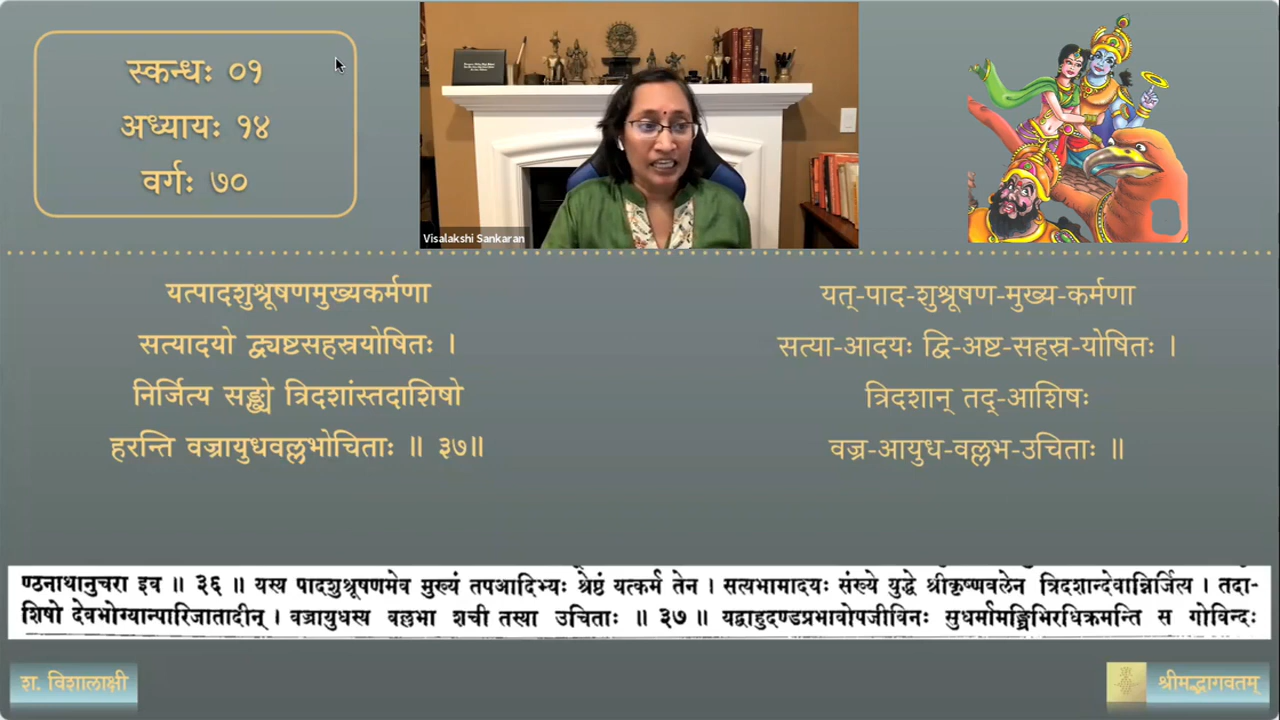 स्कन्धः ०१
अध्यायः १४
वर्गः ७०
Visalakshi Sankaran
यत्पादशुश्रूषणमुख्यकर्मणा
सत्यादयो द्व्यष्टसहस्रयोषितः ।
निर्जित्य सङ्ख्ये त्रिदशांस्तदाशिषो
हरन्ति वज्रायुधवल्लभोचिताः ॥ ३७॥
यत्-पाद-शुश्रूषण-मुख्य-कर्मणा
सत्या-आदयः द्वि-अष्ट-सहस्र-योषितः ।
त्रिदशान् तद्-आशिषः
वज्र-आयुध-वल्लभ-उचिताः ॥
ण्ठनाथानुचरा इव ॥ ३६ ॥ यस्य पादशुश्रूषणमेव मुख्यं तपआदिभ्यः श्रेष्ठं यत्कर्म तेन । सत्यभामादयः संख्ये युद्धे श्रीकृष्णबलेन त्रिदशान्देवान्निर्जित्य । तदा-
शिषो देवभोग्यान्पारिजातादीन् । वज्रायुधस्य वल्लभा शची तस्या उचिताः ॥ ३७ ॥ यद्बाहुदण्डप्रभावोपजीविनः सुधर्मामङ्घ्रिभिरधिक्रमन्ति स गोविन्दः
श. विशालाक्षी
श्रीमद्भागवतम्